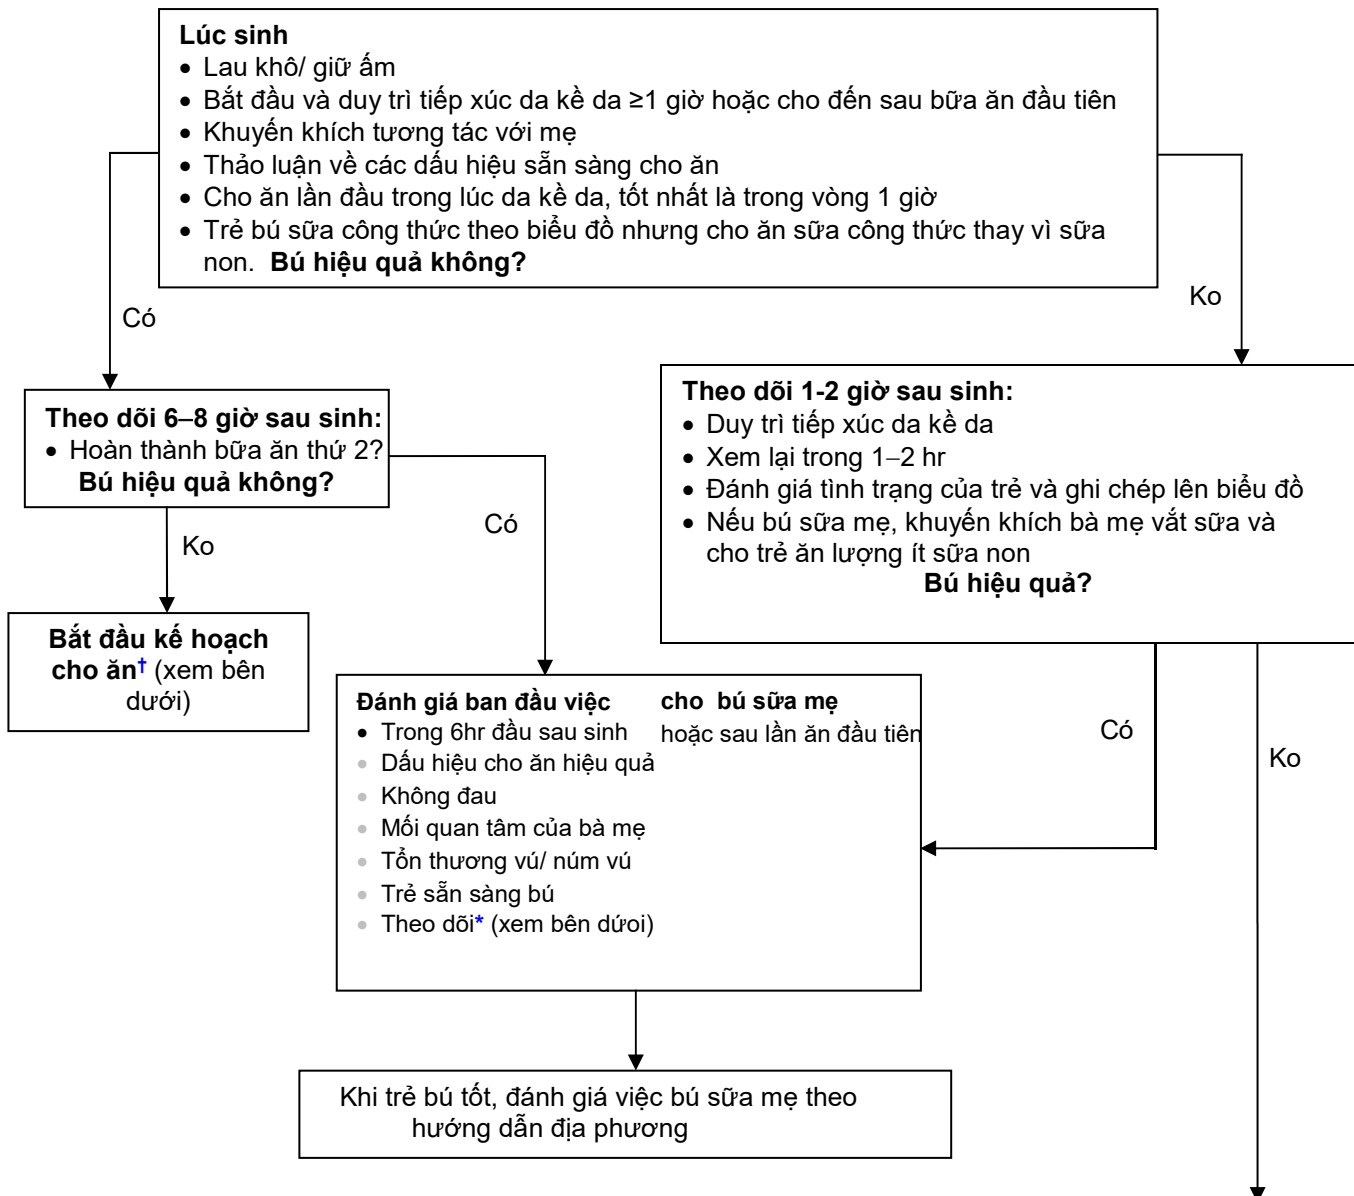 Lúc sinh
• Lau khô/ giữ ấm
• Bắt đầu và duy trì tiếp xúc da kề da ≥1 giờ hoặc cho đến sau bữa ăn đầu tiên
• Khuyến khích tương tác với mẹ
• Thảo luận về các dấu hiệu sẵn sàng cho ăn
• Cho ăn lần đầu trong lúc da kề da, tốt nhất là trong vòng 1 giờ
• Trẻ bú sữa công thức theo biểu đồ nhưng cho ăn sữa công thức thay vì sữa
non. Bú hiệu quả không?
Có
Ko
Theo dõi 6–8 giờ sau sinh:
• Hoàn thành bữa ăn thứ 2?
Bú hiệu quả không?
Theo dõi 1-2 giờ sau sinh:
• Duy trì tiếp xúc da kề da
• Xem lại trong 1–2 hr
• Đánh giá tình trạng của trẻ và ghi chép lên biểu đồ
• Nếu bú sữa mẹ, khuyến khích bà mẹ vắt sữa và
cho trẻ ăn lượng ít sữa non
Bú hiệu quả?
Ko
Có
Bắt đầu kế hoạch
cho ăn† (xem bên
dưới)
Đánh giá ban đầu việc cho bú sữa mẹ
• Trong 6hr đầu sau sinh hoặc sau lần ăn đầu tiên
• Dấu hiệu cho ăn hiệu quả
• Không đau
• Mối quan tâm của bà mẹ
• Tổn thương vú/ núm vú
• Trẻ sẵn sàng bú
• Theo dõi* (xem bên dứoi)
Có
Ko
Khi trẻ bú tốt, đánh giá việc bú sữa mẹ theo
hướng dẫn địa phương